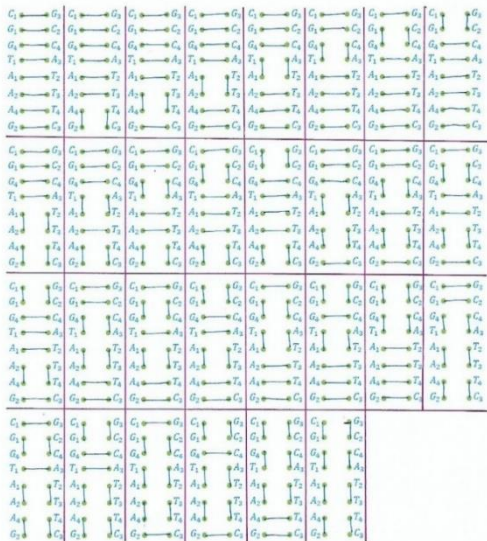 C₁ G₃ C₁ G₃ C₁ G₃ C₁ G₃ C₁ G₃ C₁ G₃ C₁ G₃ C₁ G₃
G₁ C₂ G₁ C₂ G₁ C₂ G₁ C₂ G₁ C₂ G₁ C₂ G₁ C₂ G₁ C₂
G₄ C₄ G₄ C₄ G₄ C₄ G₄ C₄ G₄ C₄ G₄ C₄ G₄ C₄ G₄ C₄
T₁ A₃ T₁ A₃ T₁ A₃ T₁ A₃ T₁ A₃ T₁ A₃ T₁ A₃ T₁ A₃
A₁ T₂ A₁ T₂ A₁ T₂ A₁ T₂ A₁ T₂ A₁ T₂ A₁ T₂ A₁ T₂
A₂ T₃ A₂ T₃ A₂ T₃ A₂ T₃ A₂ T₃ A₂ T₃ A₂ T₃ A₂ T₃
A₄ T₄ A₄ T₄ A₄ T₄ A₄ T₄ A₄ T₄ A₄ T₄ A₄ T₄ A₄ T₄
G₂ C₃ G₂ C₃ G₂ C₃ G₂ C₃ G₂ C₃ G₂ C₃ G₂ C₃ G₂ C₃
C₁ G₃ C₁ G₃ C₁ G₃ C₁ G₃ C₁ G₃ C₁ G₃ C₁ G₃ C₁ G₃
G₁ C₂ G₁ C₂ G₁ C₂ G₁ C₂ G₁ C₂ G₁ C₂ G₁ C₂ G₁ C₂
G₄ C₄ G₄ C₄ G₄ C₄ G₄ C₄ G₄ C₄ G₄ C₄ G₄ C₄ G₄ C₄
T₁ A₃ T₁ A₃ T₁ A₃ T₁ A₃ T₁ A₃ T₁ A₃ T₁ A₃ T₁ A₃
A₁ T₂ A₁ T₂ A₁ T₂ A₁ T₂ A₁ T₂ A₁ T₂ A₁ T₂ A₁ T₂
A₂ T₃ A₂ T₃ A₂ T₃ A₂ T₃ A₂ T₃ A₂ T₃ A₂ T₃ A₂ T₃
A₄ T₄ A₄ T₄ A₄ T₄ A₄ T₄ A₄ T₄ A₄ T₄ A₄ T₄ A₄ T₄
G₂ C₃ G₂ C₃ G₂ C₃ G₂ C₃ G₂ C₃ G₂ C₃ G₂ C₃ G₂ C₃
C₁ G₃ C₁ G₃ C₁ G₃ C₁ G₃ C₁ G₃ C₁ G₃ C₁ G₃ C₁ G₃
G₁ C₂ G₁ C₂ G₁ C₂ G₁ C₂ G₁ C₂ G₁ C₂ G₁ C₂ G₁ C₂
G₄ C₄ G₄ C₄ G₄ C₄ G₄ C₄ G₄ C₄ G₄ C₄ G₄ C₄ G₄ C₄
T₁ A₃ T₁ A₃ T₁ A₃ T₁ A₃ T₁ A₃ T₁ A₃ T₁ A₃ T₁ A₃
A₁ T₂ A₁ T₂ A₁ T₂ A₁ T₂ A₁ T₂ A₁ T₂ A₁ T₂ A₁ T₂
A₂ T₃ A₂ T₃ A₂ T₃ A₂ T₃ A₂ T₃ A₂ T₃ A₂ T₃ A₂ T₃
A₄ T₄ A₄ T₄ A₄ T₄ A₄ T₄ A₄ T₄ A₄ T₄ A₄ T₄ A₄ T₄
G₂ C₃ G₂ C₃ G₂ C₃ G₂ C₃ G₂ C₃ G₂ C₃ G₂ C₃ G₂ C₃
C₁ G₃ C₁ G₃ C₁ G₃ C₁ G₃ C₁ G₃ C₁ G₃
G₁ C₂ G₁ C₂ G₁ C₂ G₁ C₂ G₁ C₂ G₁ C₂
G₄ C₄ G₄ C₄ G₄ C₄ G₄ C₄ G₄ C₄ G₄ C₄
T₁ A₃ T₁ A₃ T₁ A₃ T₁ A₃ T₁ A₃ T₁ A₃
A₁ T₂ A₁ T₂ A₁ T₂ A₁ T₂ A₁ T₂ A₁ T₂
A₂ T₃ A₂ T₃ A₂ T₃ A₂ T₃ A₂ T₃ A₂ T₃
A₄ T₄ A₄ T₄ A₄ T₄ A₄ T₄ A₄ T₄ A₄ T₄
G₂ C₃ G₂ C₃ G₂ C₃ G₂ C₃ G₂ C₃ G₂ C₃